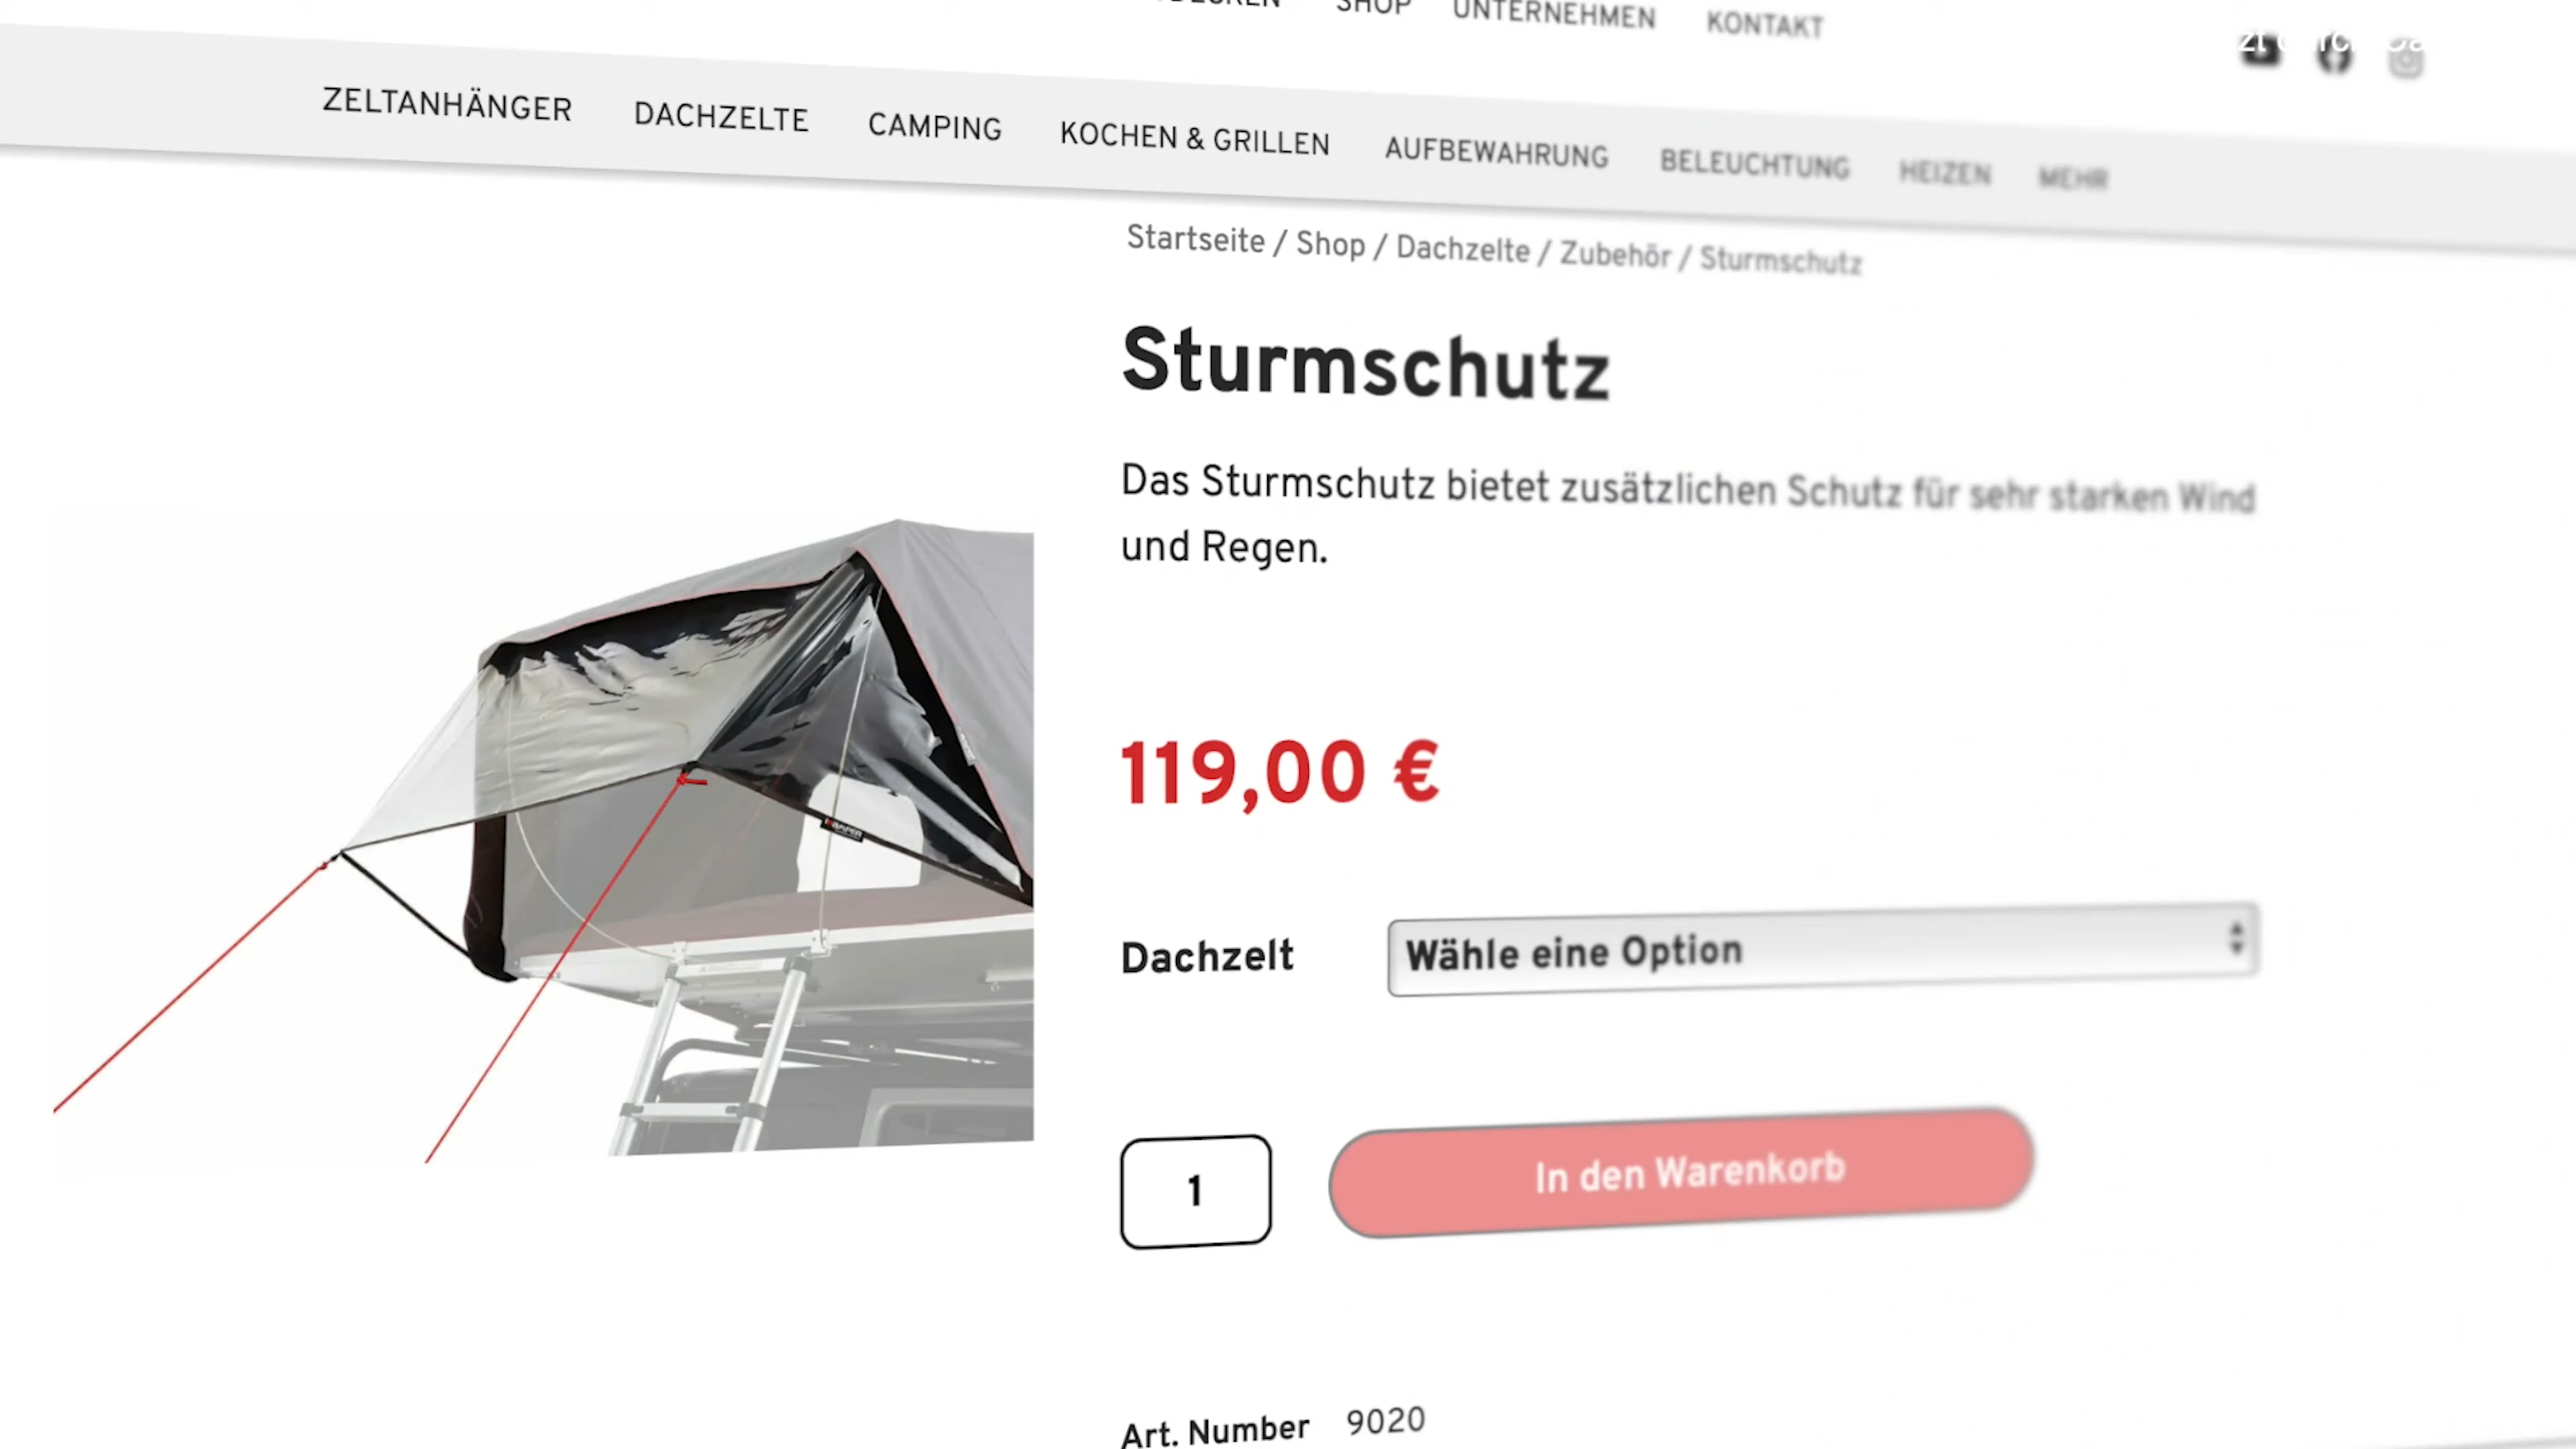 SHOP UNTERNEHMEN KONTAKT
ZELTANHÄNGER DACHZELTE CAMPING KOCHEN & GRILLEN AUFBEWAHRUNG BELEUCHTUNG HEIZEN MEHR
Startseite / Shop / Dachzelte / Zubehör / Sturmschutz
Sturmschutz
Das Sturmschutz bietet zusätzlichen Schutz für sehr starken Wind
und Regen.
119,00 €
Dachzelt Wähle eine Option
1 In den Warenkorb
Art. Number 9020